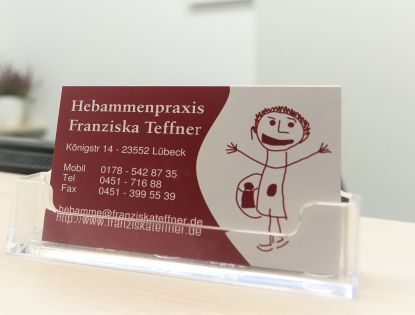 Hebammenpraxis
Franziska Teffner
Königstr 14 - 23552 Lübeck
Mobil 0178 - 542 87 35
Tel 0451 - 716 88
Fax 0451 - 399 55 39
hebamme@franziskateffner.de
http://www.franziskateffner.de